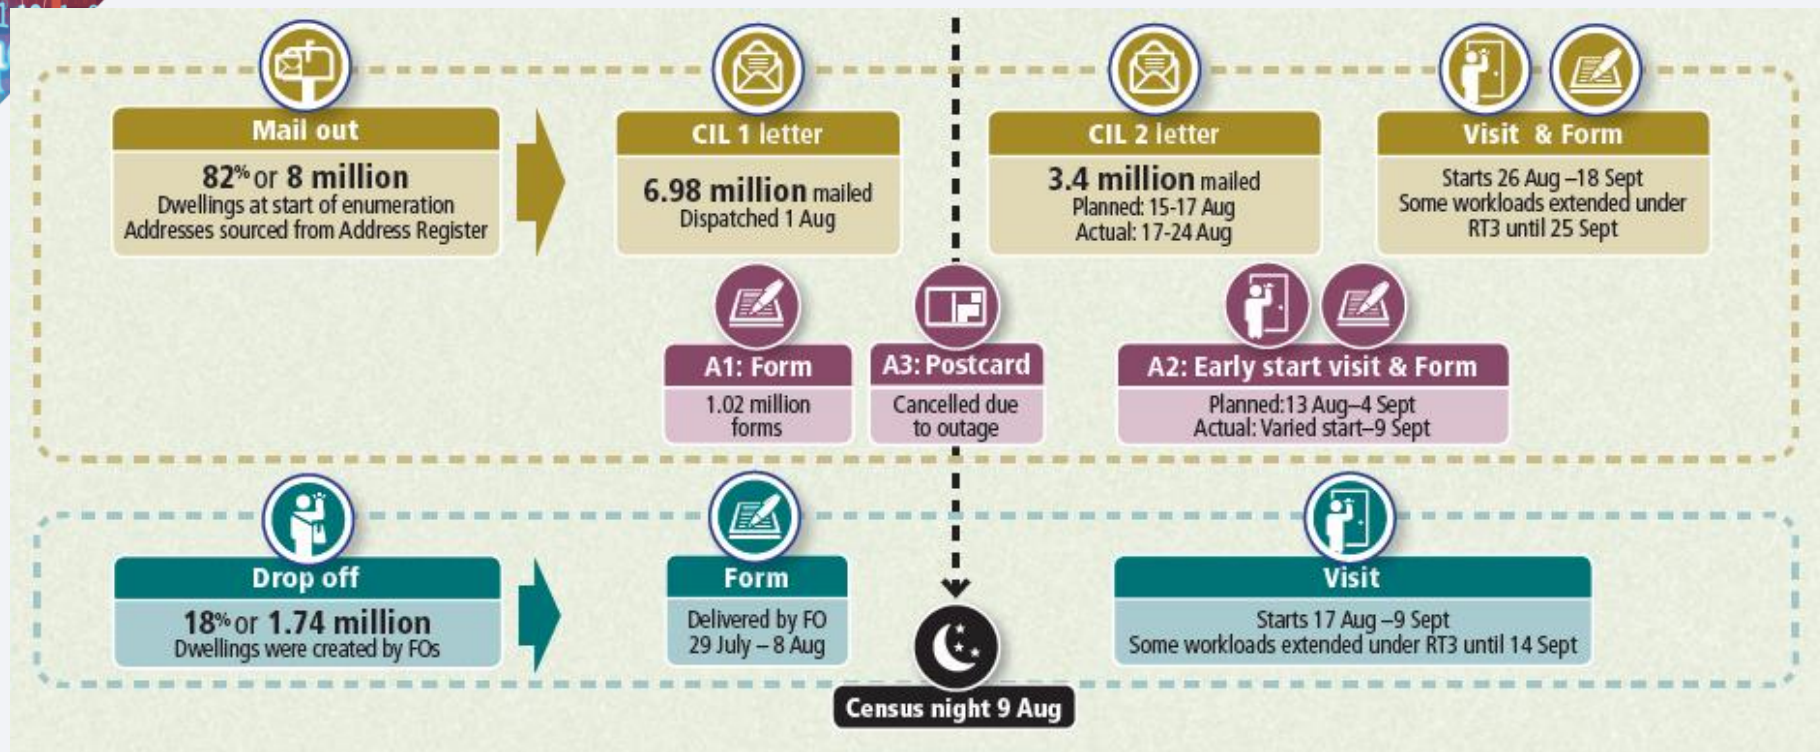 Mail out
82% or 8 million
Dwellings at start of enumeration
Addresses sourced from Address Register
CIL 1 letter
6.98 million mailed
Dispatched 1 Aug
CIL 2 letter
3.4 million mailed
Planned: 15-17 Aug
Actual: 17-24 Aug
Visit & Form
Starts 26 Aug –18 Sept
Some workloads extended under
RT3 until 25 Sept
A1: Form
1.02 million
forms
A3: Postcard
Cancelled due
to outage
A2: Early start visit & Form
Planned:13 Aug–4 Sept
Actual: Varied start–9 Sept
Drop off
18% or 1.74 million
Dwellings were created by FOs
Form
Delivered by FO
29 July – 8 Aug
Visit
Starts 17 Aug –9 Sept
Some workloads extended under RT3 until 14 Sept
Census night 9 Aug